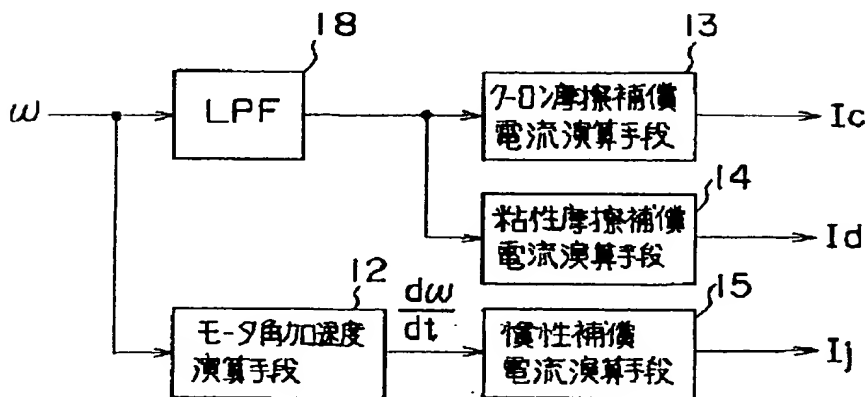 18
13
ω
LPF
クーロン摩擦補償
電流演算手段
Ic
14
粘性摩擦補償
電流演算手段
Id
12
dω
dt
15
モータ角加速度
演算手段
慣性補償
電流演算手段
Ij